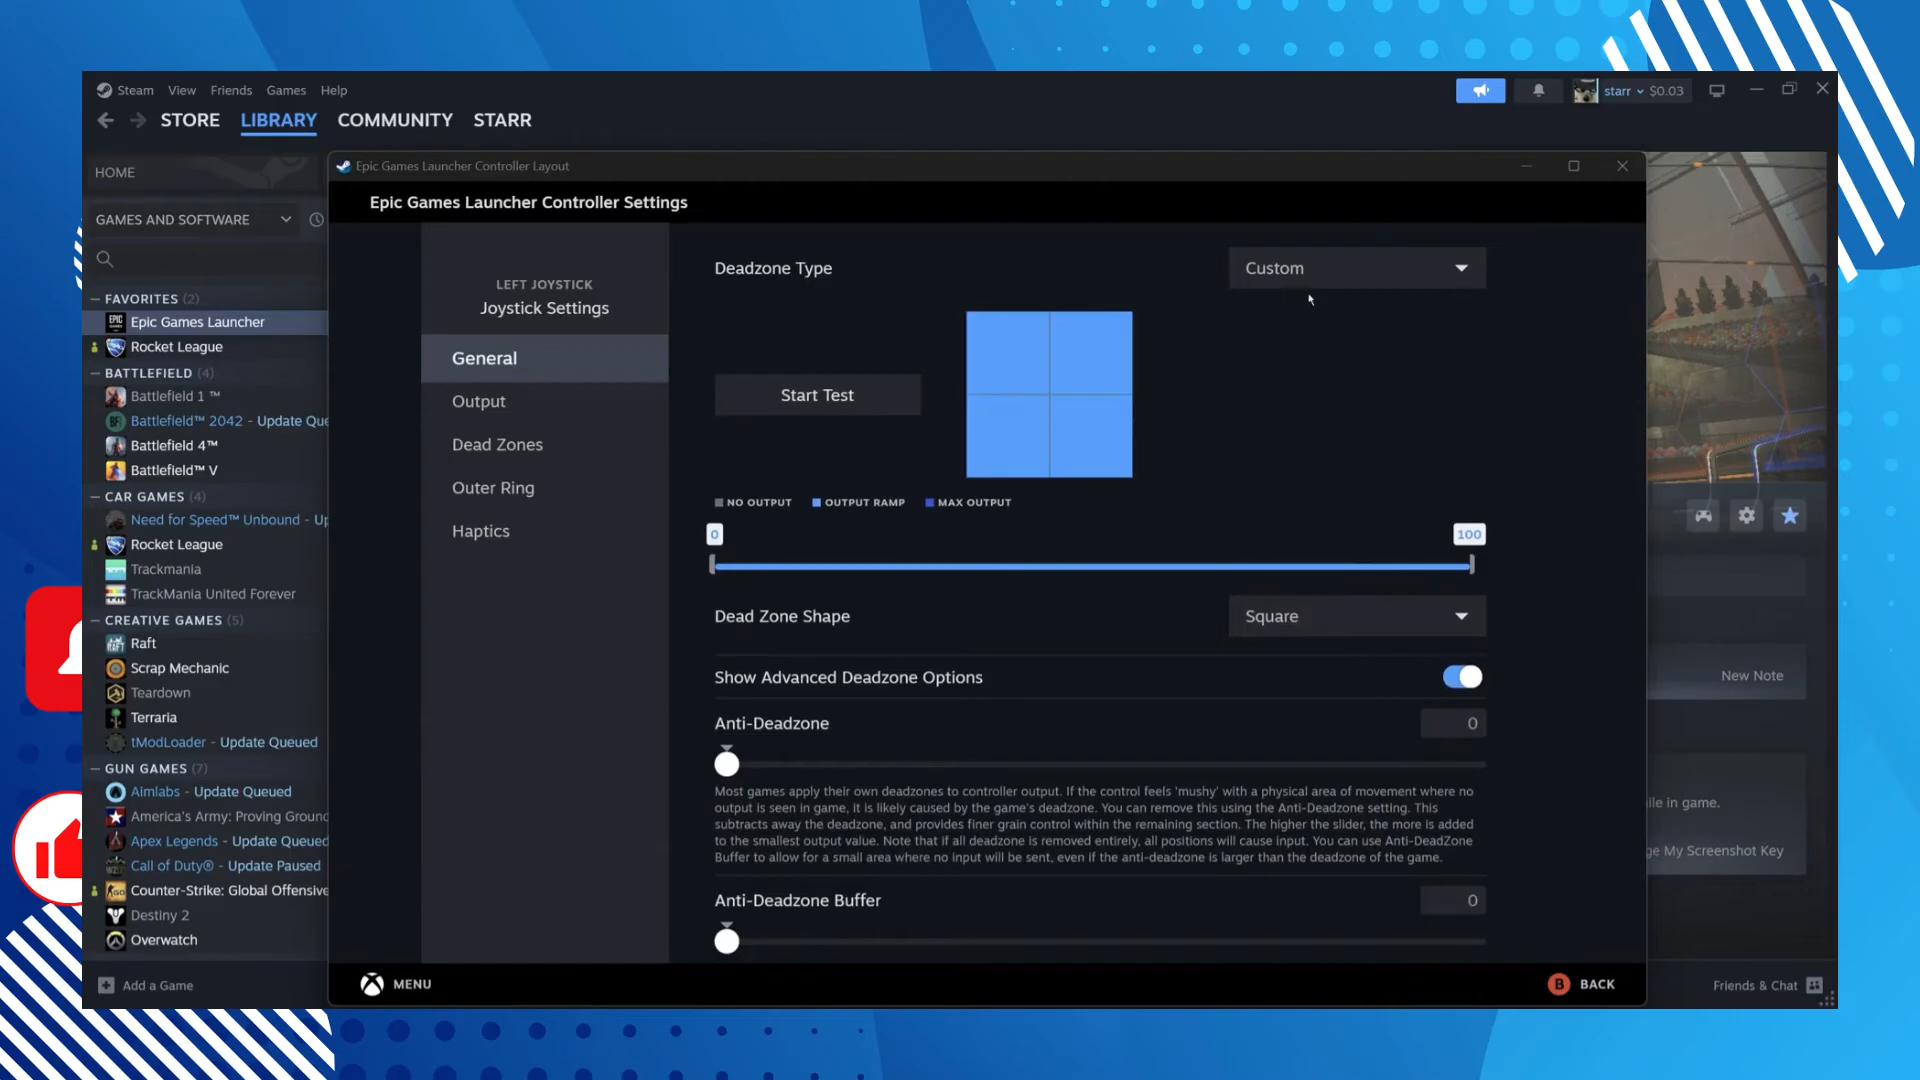 Steam View Friends Games Help
starr $0.03
STORE LIBRARY COMMUNITY STARR
HOME
GAMES AND SOFTWARE
FAVORITES (2)
Epic Games Launcher
Rocket League
BATTLEFIELD (4)
Battlefield 1 ™
Battlefield™ 2042 - Update Que
Battlefield 4™
Battlefield™ V
CAR GAMES (4)
Need for Speed™ Unbound - Up
Rocket League
Trackmania
TrackMania United Forever
CREATIVE GAMES (5)
Raft
Scrap Mechanic
Teardown
Terraria
tModLoader - Update Queued
GUN GAMES (7)
Aimlabs - Update Queued
America's Army: Proving Ground
Apex Legends - Update Queued
Call of Duty® - Update Paused
Counter-Strike: Global Offensive
Destiny 2
Overwatch
Add a Game
Epic Games Launcher Controller Layout
Epic Games Launcher Controller Settings
LEFT JOYSTICK
Joystick Settings
General
Output
Dead Zones
Outer Ring
Haptics
Deadzone Type
Custom
Start Test
NO OUTPUT OUTPUT RAMP MAX OUTPUT
0 100
Dead Zone Shape
Square
Show Advanced Deadzone Options
Anti-Deadzone
0
Most games apply their own deadzones to controller output. If the control feels 'mushy' with a physical area of movement where no
output is seen in game, it is likely caused by the game's deadzone. You can remove this using the Anti-Deadzone setting. This
subtracts away the deadzone, and provides finer grain control within the remaining section. The higher the slider, the more is added
to the smallest output value. Note that if all deadzone is removed entirely, all positions will cause input. You can use Anti-DeadZone
Buffer to allow for a small area where no input will be sent, even if the anti-deadzone is larger than the deadzone of the game.
Anti-Deadzone Buffer
0
MENU
B BACK
New Note
ile in game.
ge My Screenshot Key
Friends & Chat